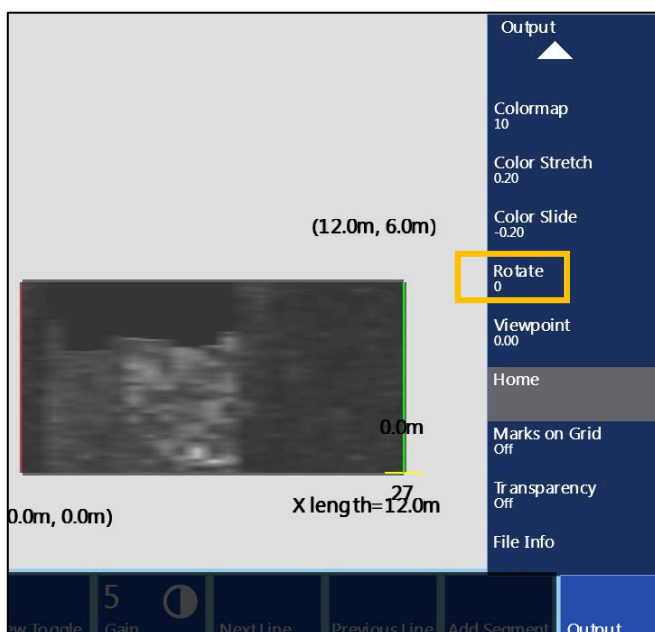 Output
Colormap
10
Color Stretch
0.20
Color Slide
-0.20
(12.0m, 6.0m)
Rotate
0
Viewpoint
0.00
Home
0.0m
Marks on Grid
Off
27
X length=12.0m
Transparency
Off
0.0m, 0.0m)
File Info
5
Gain
Next Line
Previous Line
Add Segment
Output